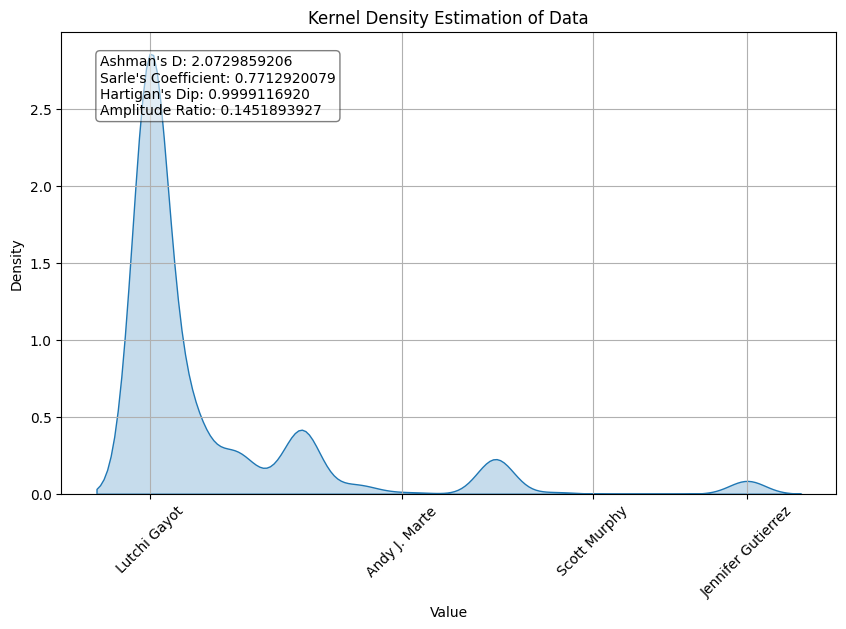 Kernel Density Estimation of Data
Ashman's D: 2.0729859206
Sarle's Coefficient: 0.7712920079
Hartigan's Dip: 0.9999116920
Amplitude Ratio: 0.1451893927
Density
2.5
2.0
1.5
1.0
0.5
0.0
Lutchi Gayot
Andy J. Marte
Scott Murphy
Jennifer Gutierrez
Value